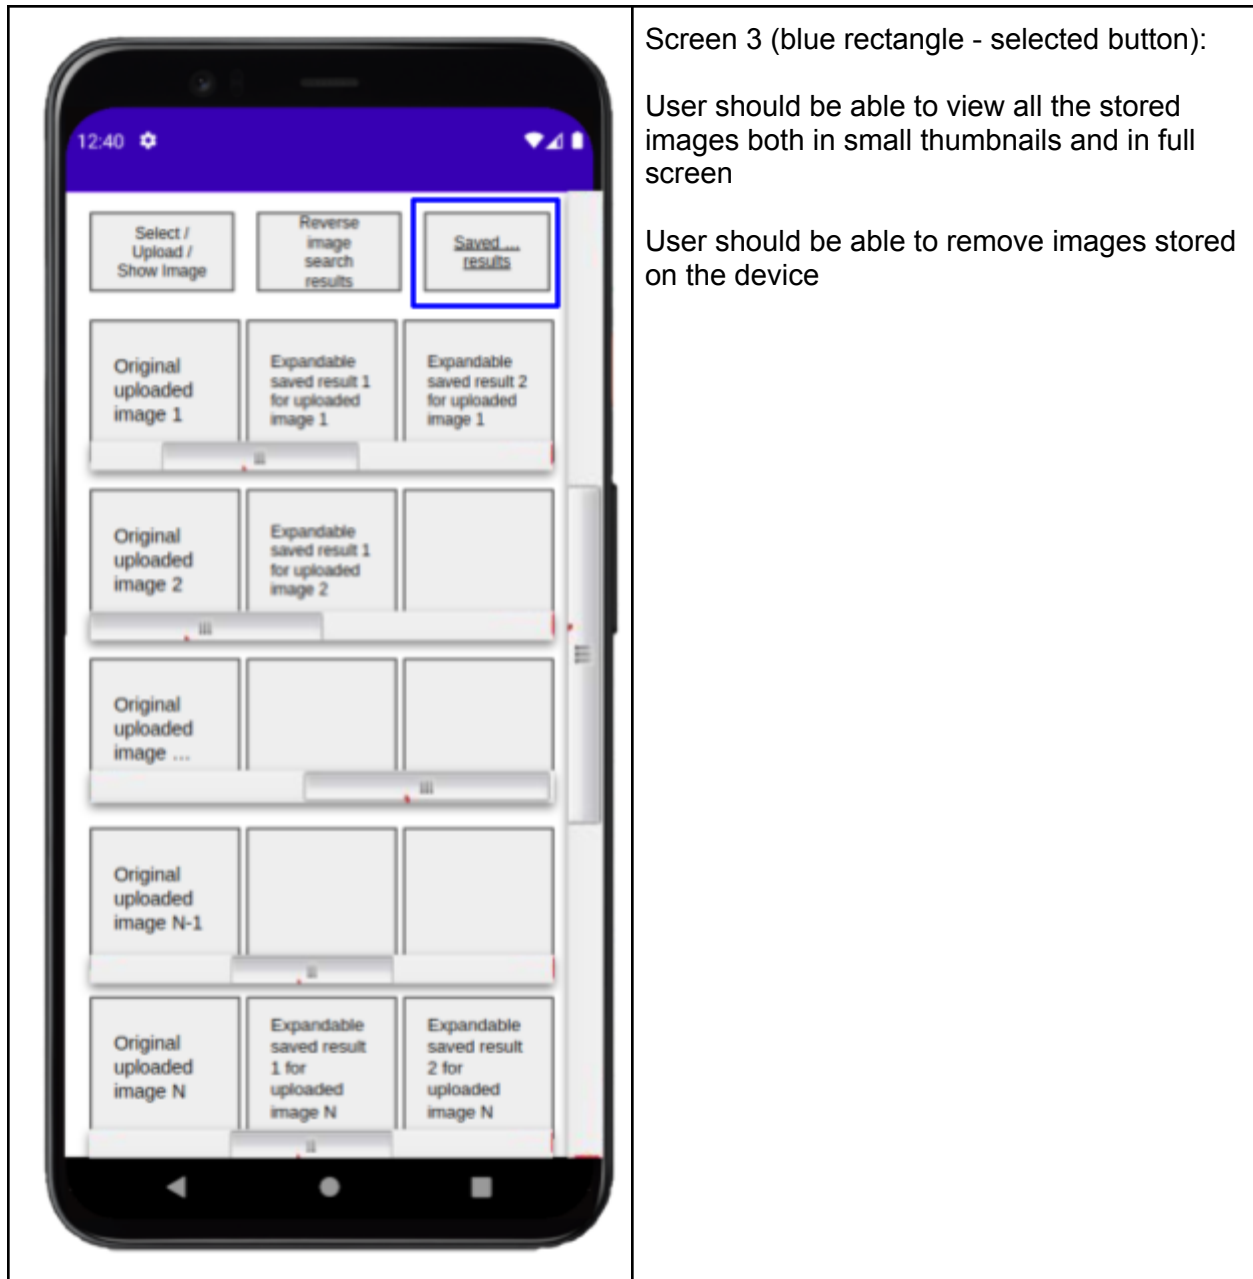 12:40
Select /
Upload /
Show Image
Reverse
image
search
results
Saved ...
results
Original
uploaded
image 1
Expandable
saved result 1
for uploaded
image 1
Expandable
saved result 2
for uploaded
image 1
Original
uploaded
image 2
Expandable
saved result 1
for uploaded
image 2
Original
uploaded
image ...
Original
uploaded
image N-1
Original
uploaded
image N
Expandable
saved result
1 for
uploaded
image N
Expandable
saved result
2 for
uploaded
image N
Screen 3 (blue rectangle - selected button):
User should be able to view all the stored
images both in small thumbnails and in full
screen
User should be able to remove images stored
on the device